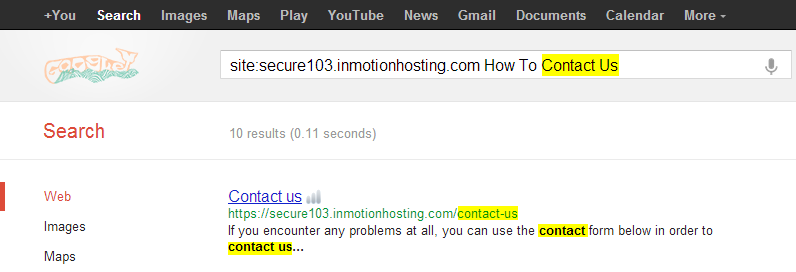 +You Search Images Maps Play YouTube News Gmail Documents Calendar More
site:secure103.inmotionhosting.com How To Contact Us
Search
10 results (0.11 seconds)
Web
Images
Maps
Contact us
https://secure103.inmotionhosting.com/contact-us
If you encounter any problems at all, you can use the contact form below in order to
contact us...